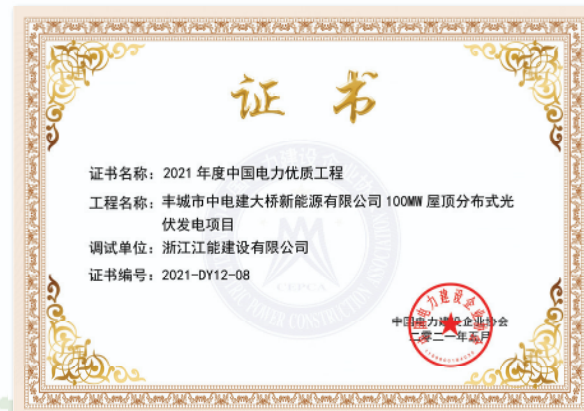 证 书
证书名称：2021 年度中国电力优质工程
工程名称：丰城市中电建大桥新能源有限公司 100MW 屋顶分布式光
伏发电项目
调试单位：浙江江能建设有限公司
证书编号：2021-DY12-08
CEPCA
中国电力建设企业协会
二零二一年五月